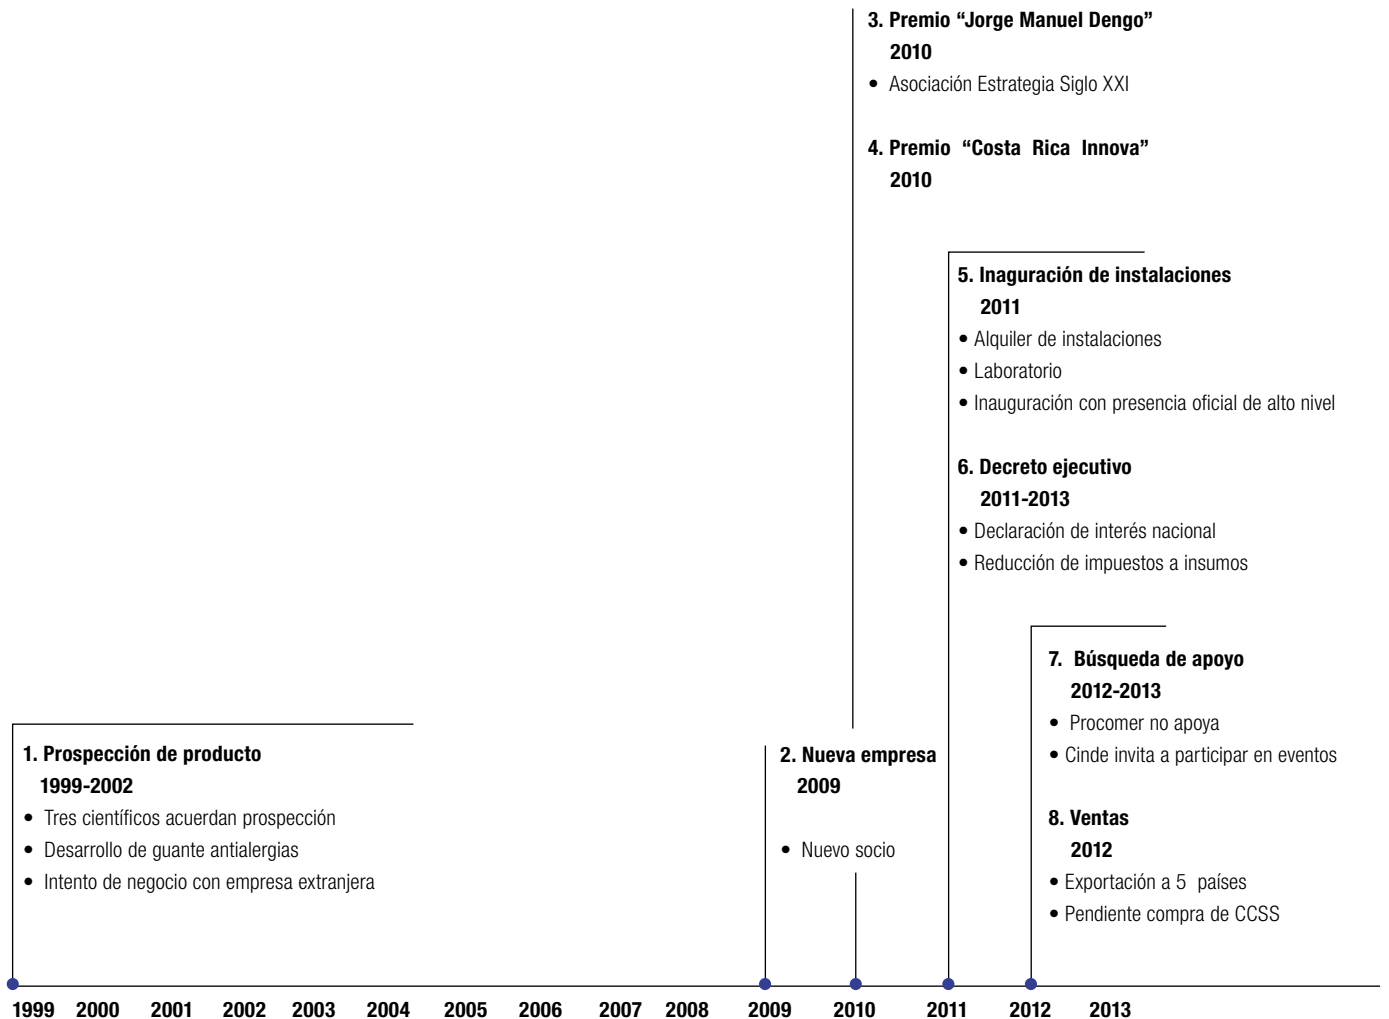 3. Premio “Jorge Manuel Dengo”
2010
• Asociación Estrategia Siglo XXI
4. Premio “Costa Rica Innova”
2010
5. Inaguración de instalaciones
2011
• Alquiler de instalaciones
• Laboratorio
• Inauguración con presencia oficial de alto nivel
6. Decreto ejecutivo
2011-2013
• Declaración de interés nacional
• Reducción de impuestos a insumos
7. Búsqueda de apoyo
2012-2013
• Procomer no apoya
• Cinde invita a participar en eventos
8. Ventas
2012
• Exportación a 5 países
• Pendiente compra de CCSS
1. Prospección de producto
1999-2002
• Tres científicos acuerdan prospección
• Desarrollo de guante antialergias
• Intento de negocio con empresa extranjera
2. Nueva empresa
2009
• Nuevo socio
1999 2000 2001 2002 2003 2004 2005 2006 2007 2008 2009 2010 2011 2012 2013